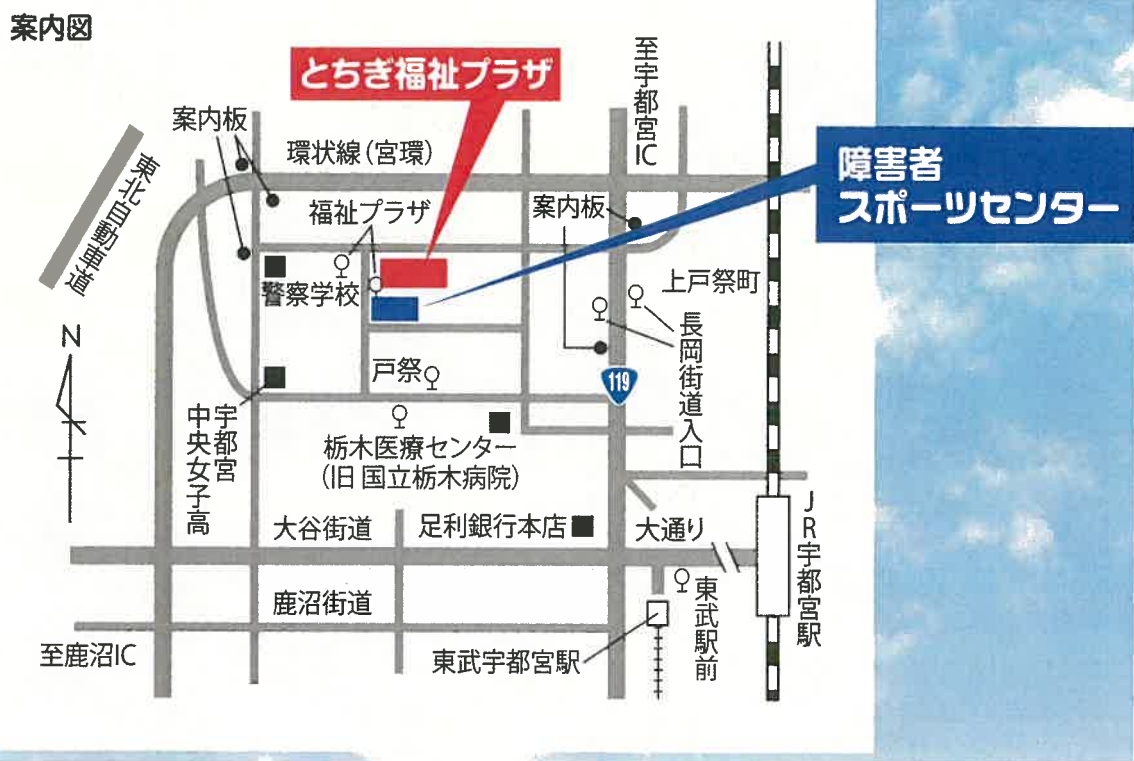 案内図
とちぎ福祉プラザ
至宇都宮IC
案内板
環状線（宮環）
障害者
スポーツセンター
東北自動車道
福祉プラザ
案内板
警察学校
上戸祭町
N
長岡街道入口
戸祭
119
宇都宮
中央女子高
栃木医療センター
（旧 国立栃木病院）
大谷街道
足利銀行本店
大通り
JR宇都宮駅
鹿沼街道
東武駅前
至鹿沼IC
東武宇都宮駅